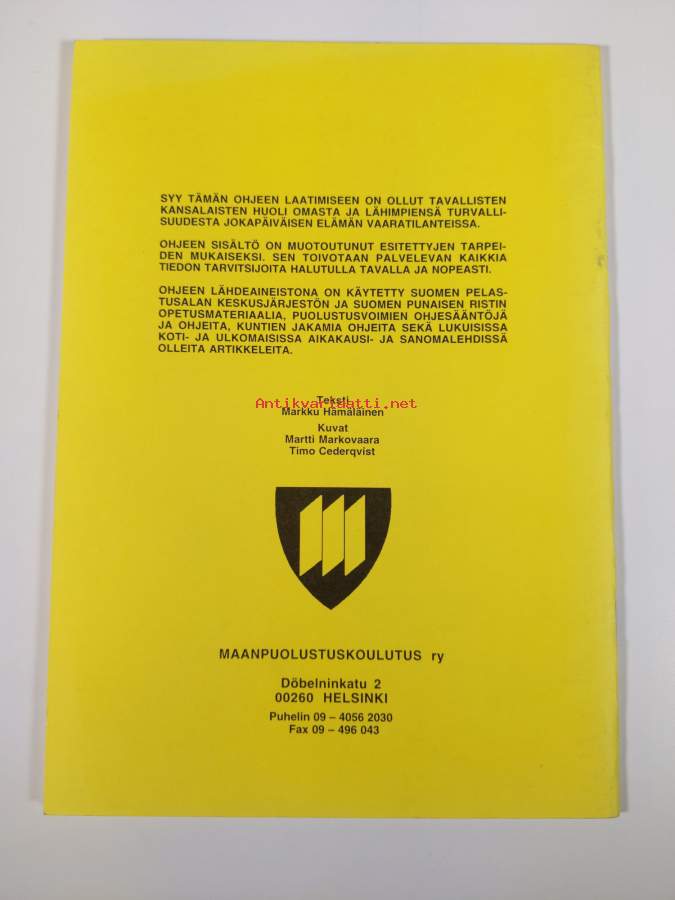 SYY TÄMÄN OHJEEN LAATIMISEEN ON OLLUT TAVALLISTEN
KANSALAISTEN HUOLI OMASTA JA LÄHIMPIENSÄ TURVALLI-
SUUDESTA JOKAPÄIVÄISEN ELÄMÄN VAARATILANTEISSA.
OHJEEN SISÄLTÖ ON MUOTOUTUNUT ESITETTYJEN TARPEI-
DEN MUKAISEKSI. SEN TOIVOTAAN PALVELEVAN KAIKKIA
TIEDON TARVITSIJOITA HALUTULLA TAVALLA JA NOPEASTI.
OHJEEN LÄHDEAINEISTONA ON KÄYTETTY SUOMEN PELAS-
TUSALAN KESKUSJÄRJESTÖN JA SUOMEN PUNAISEN RISTIN
OPETUSMATERIAALIA, PUOLUSTUSVOIMIEN OHJESÄÄNTÖJÄ
JA OHJEITA, KUNTIEN JAKAMIA OHJEITA SEKÄ LUKUISISSA
KOTI- JA ULKOMAISISSA AIKAKAUSI- JA SANOMALEHDISSÄ
OLLEITA ARTIKKELEITA.
Teksti
Antikvariaatti.net
Markku Hämäläinen
Kuvat
Martti Markovaara
Timo Cederqvist
MAANPUOLUSTUSKOULUTUS ry
Döbelninkatu 2
00260 HELSINKI
Puhelin 09 – 4056 2030
Fax 09 – 496 043